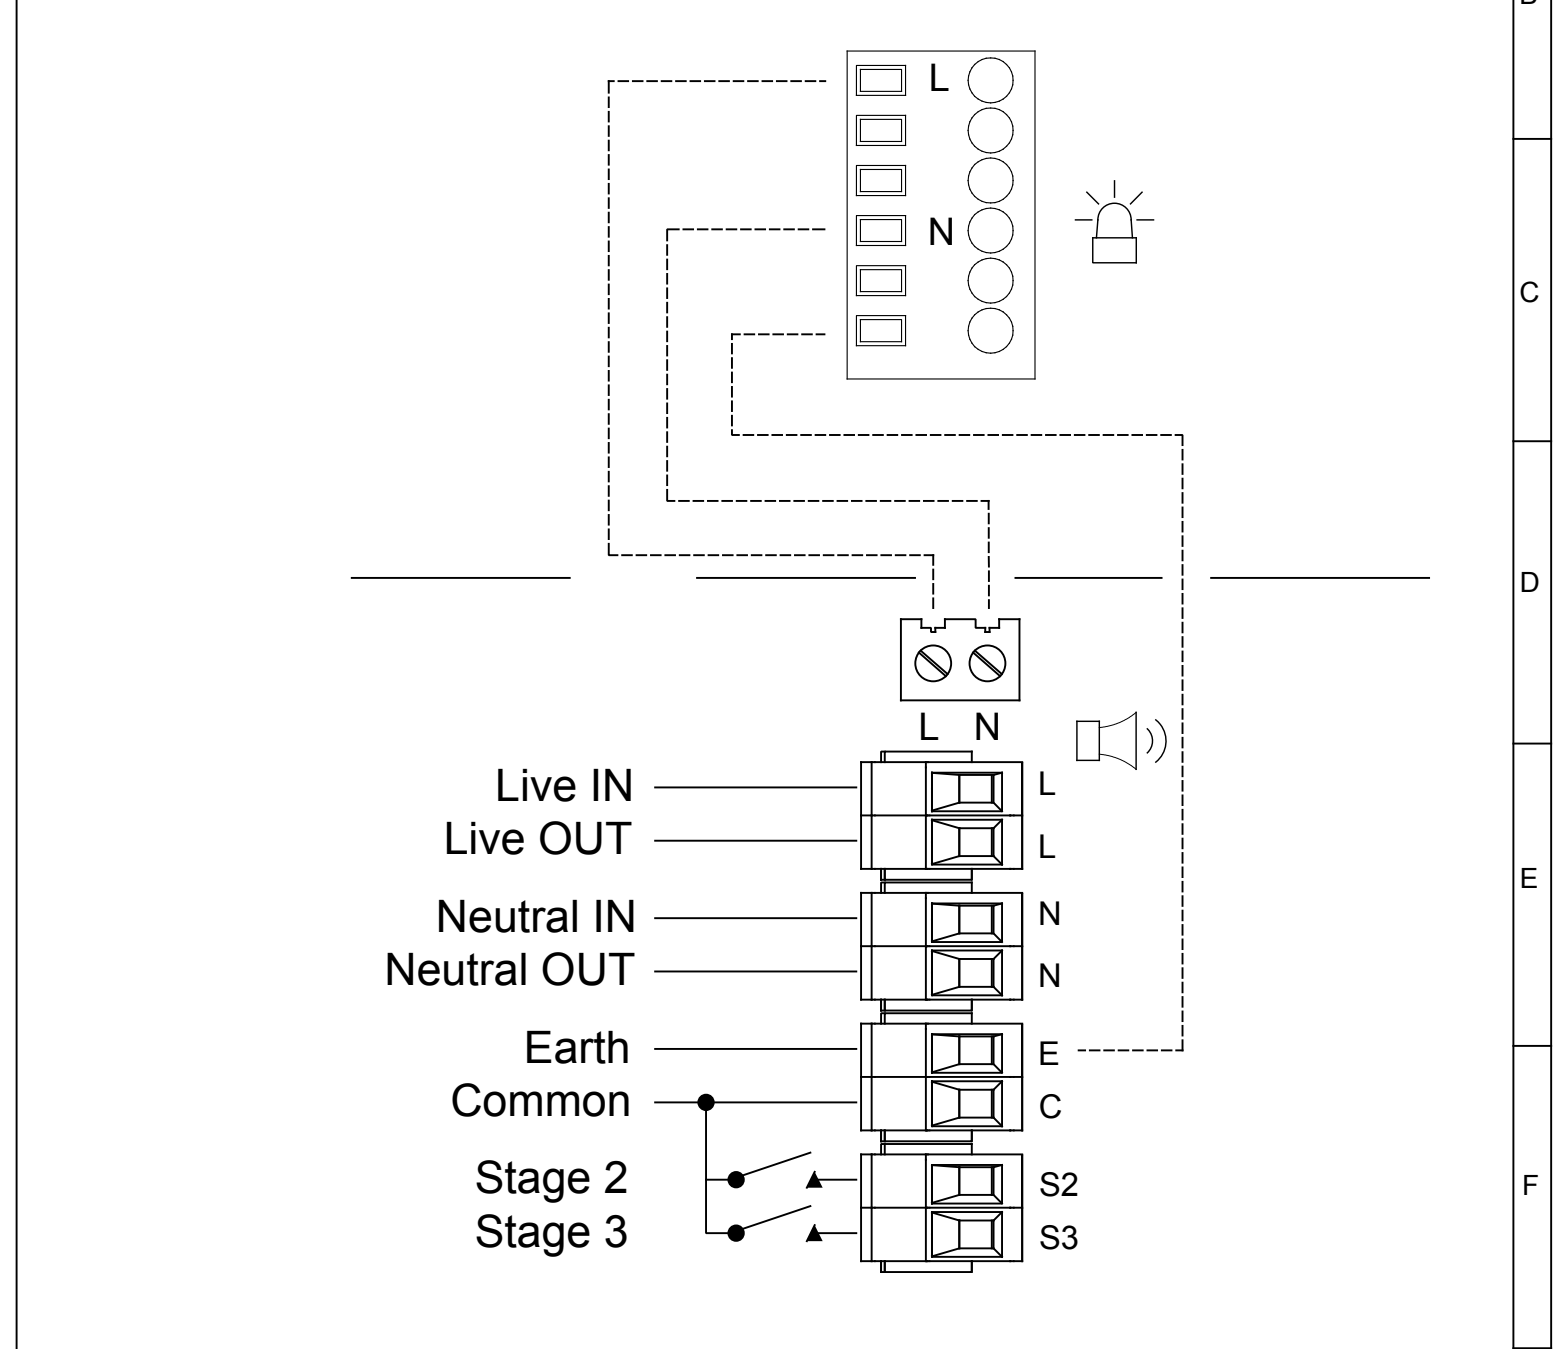 B
L
N
C
D
L N
Live IN L
Live OUT L
E
Neutral IN N
Neutral OUT N
Earth E
Common C
Stage 2 S2
F
Stage 3 S3